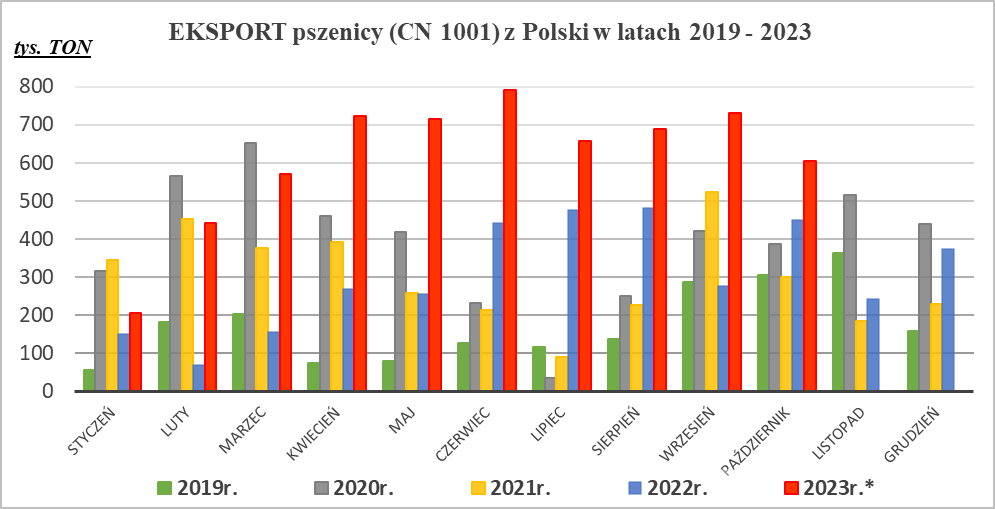 EKSPORT pszenicy (CN 1001) z Polski w latach 2019 - 2023
tys. TON
800
700
600
500
400
300
200
100
0
STYCZEŃ
LUTY
MARZEC
KWIECIEŃ
MAJ
CZERWIEC
LIPIEC
SIERPIEŃ
WRZESIEŃ
PAŹDZIERNIK
LISTOPAD
GRUDZIEŃ
2019r. 2020r. 2021r. 2022r. 2023r.*